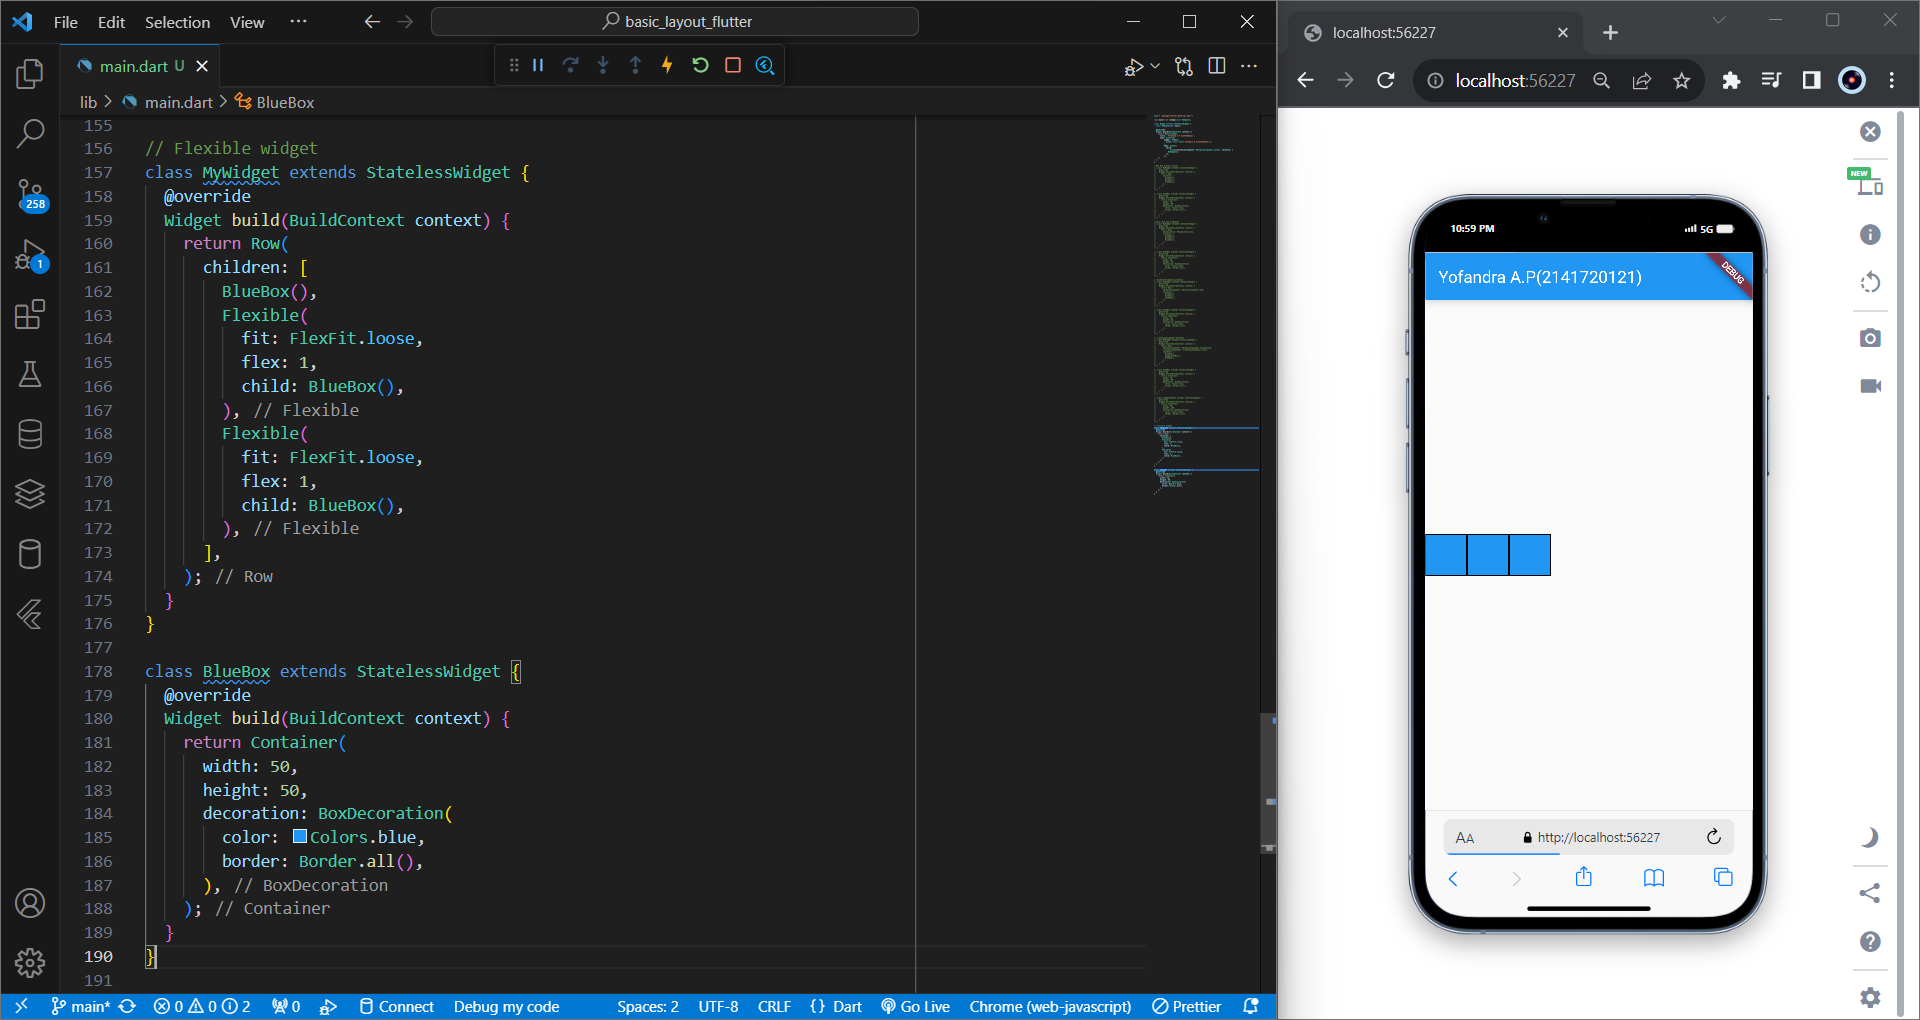 File Edit Selection View ··· basic_layout_flutter
main.dart U
lib > main.dart > BlueBox
155
156 // Flexible widget
157 class MyWidget extends StatelessWidget {
158 @override
159 Widget build(BuildContext context) {
160 return Row(
161 children: [
162 BlueBox(),
163 Flexible(
164 fit: FlexFit.loose,
165 flex: 1,
166 child: BlueBox(),
167 ), // Flexible
168 Flexible(
169 fit: FlexFit.loose,
170 flex: 1,
171 child: BlueBox(),
172 ), // Flexible
173 ],
174 ); // Row
175 }
176 }
177
178 class BlueBox extends StatelessWidget {
179 @override
180 Widget build(BuildContext context) {
181 return Container(
182 width: 50,
183 height: 50,
184 decoration: BoxDecoration(
185 color: Colors.blue,
186 border: Border.all(),
187 ), // BoxDecoration
188 ); // Container
189 }
190 }
191
258
1
main* 0 0 2 0 Connect Debug my code Spaces: 2 UTF-8 CRLF {} Dart Go Live Chrome (web-javascript) Prettier
localhost:56227
localhost:56227
NEW
10:59 PM 5G
Yofandra A.P(2141720121)
DEBUG
AA http://localhost:56227